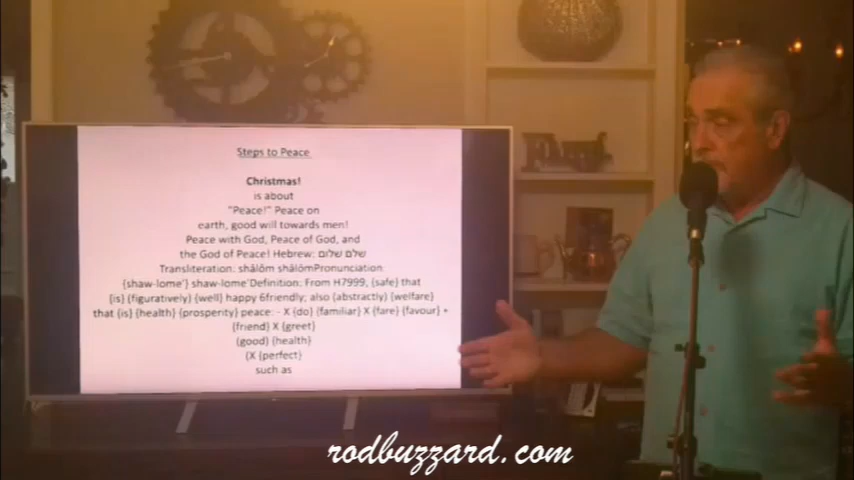 Steps to Peace
Christmas!
is about
"Peace!" Peace on
earth, good will towards men!
Peace with God, Peace of God, and
the God of Peace! Hebrew: שלם שלום
Transliteration: shâlôm shâlômPronunciation
{shaw-lome'} shaw-lome'Definition: From H7999, {safe} that
{is} {figuratively} {well} happy 6friendly; also {abstractly} {welfare}
that {is} {health} {prosperity} peace: - X {do} {familiar} X {fare} {favour} +
{friend} X {greet}
(good) {health}
(X {perfect}
such as
rodbuzzard.com